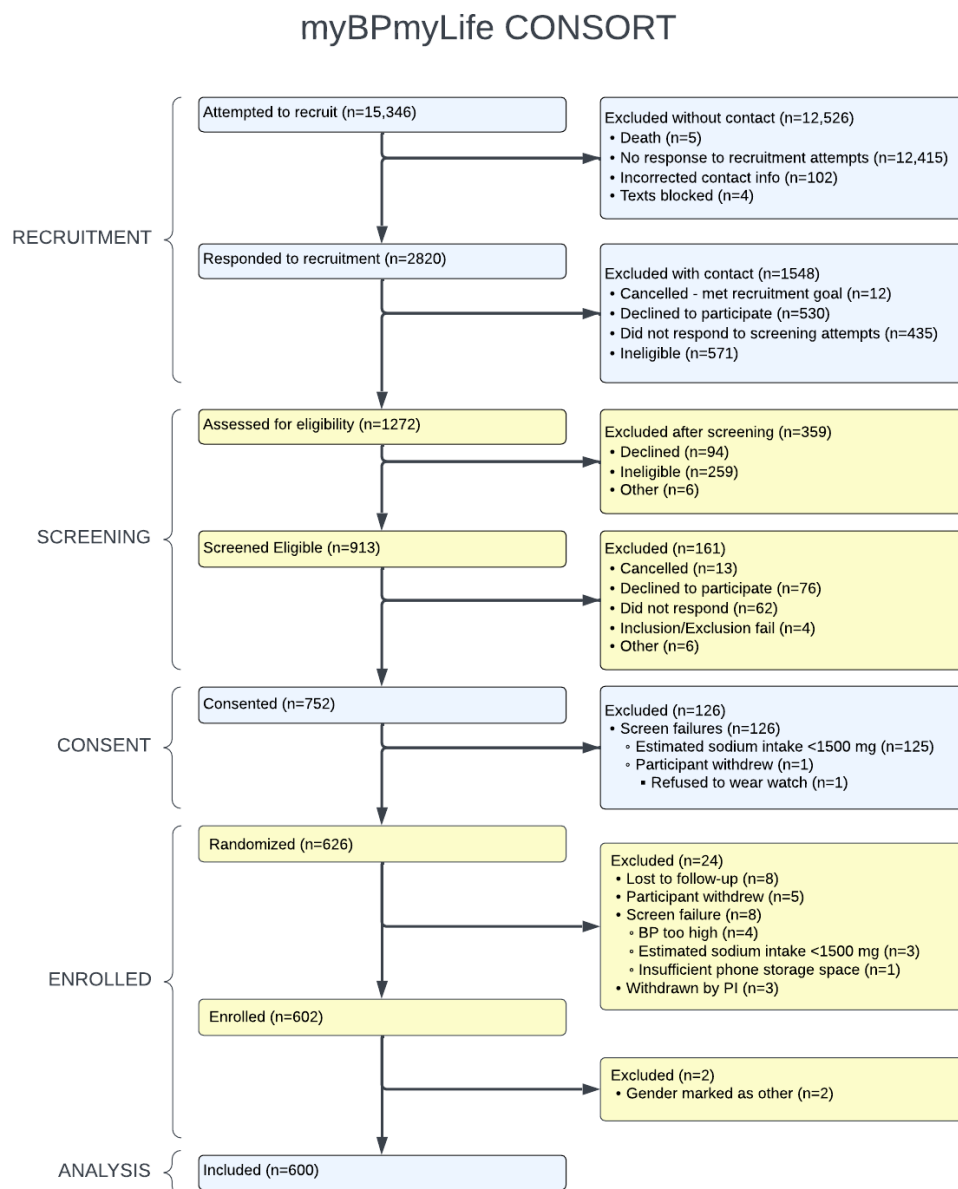 myBPmyLife CONSORT
RECRUITMENT
Attempted to recruit (n=15,346)
Excluded without contact (n=12,526)
• Death (n=5)
• No response to recruitment attempts (n=12,415)
• Incorrected contact info (n=102)
• Texts blocked (n=4)
Responded to recruitment (n=2820)
Excluded with contact (n=1548)
• Cancelled - met recruitment goal (n=12)
• Declined to participate (n=530)
• Did not respond to screening attempts (n=435)
• Ineligible (n=571)
SCREENING
Assessed for eligibility (n=1272)
Excluded after screening (n=359)
• Declined (n=94)
• Ineligible (n=259)
• Other (n=6)
Screened Eligible (n=913)
Excluded (n=161)
• Cancelled (n=13)
• Declined to participate (n=76)
• Did not respond (n=62)
• Inclusion/Exclusion fail (n=4)
• Other (n=6)
CONSENT
Consented (n=752)
Excluded (n=126)
• Screen failures (n=126)
◦ Estimated sodium intake <1500 mg (n=125)
◦ Participant withdrew (n=1)
▪ Refused to wear watch (n=1)
ENROLLED
Randomized (n=626)
Excluded (n=24)
• Lost to follow-up (n=8)
• Participant withdrew (n=5)
• Screen failure (n=8)
◦ BP too high (n=4)
◦ Estimated sodium intake <1500 mg (n=3)
◦ Insufficient phone storage space (n=1)
• Withdrawn by PI (n=3)
Enrolled (n=602)
Excluded (n=2)
• Gender marked as other (n=2)
ANALYSIS
Included (n=600)